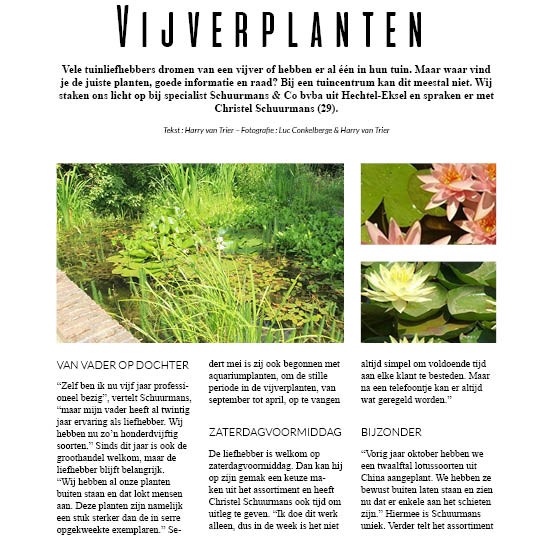 VIJVERPLANTEN
Vele tuinliefhebbers dromen van een vijver of hebben er al één in hun tuin. Maar waar vind
je de juiste planten, goede informatie en raad? Bij een tuincentrum kan dit meestal niet. Wij
staken ons licht op bij specialist Schuurmans & Co bvba uit Hechtel-Eksel en spraken er met
Christel Schuurmans (29).
Tekst : Harry van Trier – Fotografie : Luc Conkelberge & Harry van Trier
VAN VADER OP DOCHTER
“Zelf ben ik nu vijf jaar professi-
oneel bezig”, vertelt Schuurmans,
“maar mijn vader heeft al twintig
jaar ervaring als liefhebber. Wij
hebben nu zo’n honderdvijftig
soorten.” Sinds dit jaar is ook de
groothandel welkom, maar de
liefhebber blijft belangrijk.
“Wij hebben al onze planten
buiten staan en dat lokt mensen
aan. Deze planten zijn namelijk
een stuk sterker dan de in serre
opgekweekte exemplaren.” Se-
dert mei is zij ook begonnen met
aquariumplanten, om de stille
periode in de vijverplanten, van
september tot april, op te vangen
ZATERDAGVOORMIDDAG
De liefhebber is welkom op
zaterdagvoormiddag. Dan kan hij
op zijn gemak een keuze ma-
ken uit het assortiment en heeft
Christel Schuurmans ook tijd om
uitleg te geven. “Ik doe dit werk
alleen, dus in de week is het niet
altijd simpel om voldoende tijd
aan elke klant te besteden. Maar
na een telefoontje kan er altijd
wat geregeld worden.”
BIJZONDER
“Vorig jaar oktober hebben we
een twaalftal lotussoorten uit
China aangeplant. We hebben ze
bewust buiten laten staan en zien
nu dat er enkele aan het schieten
zijn.” Hiermee is Schuurmans
uniek. Verder telt het assortiment